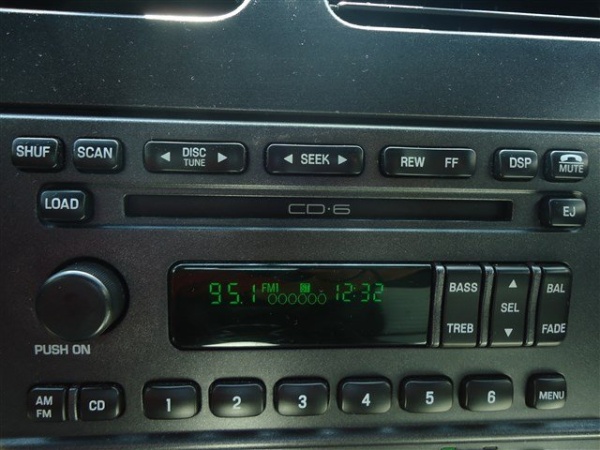 SHUF SCAN ◄ DISC TUNE ► ◄ SEEK ► REW FF DSP MUTE
LOAD CD·6 EJ
95.1 FM1 12:32
BASS SEL BAL
TREB FADE
PUSH ON
AM FM CD 1 2 3 4 5 6 MENU